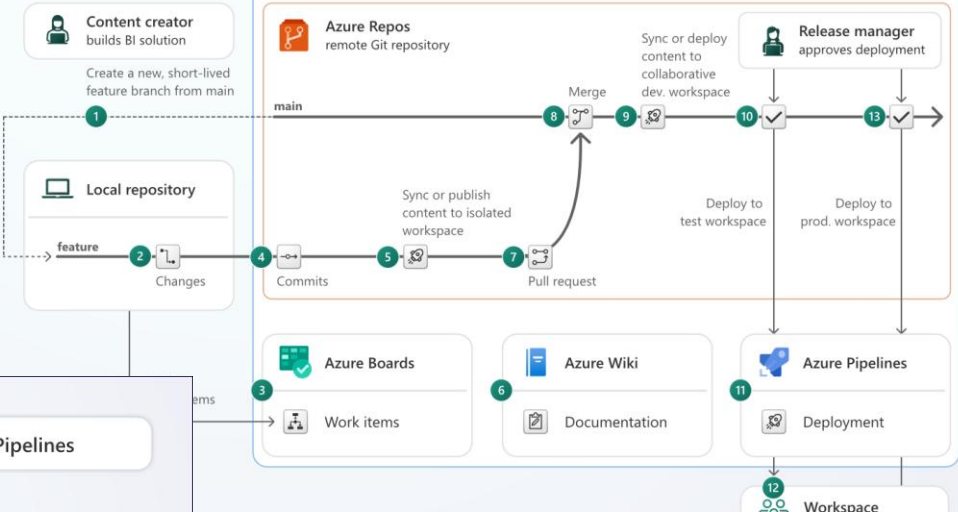 Content creator
builds BI solution
Create a new, short-lived
feature branch from main
1
Azure Repos
remote Git repository
Sync or deploy
content to
collaborative
dev. workspace
Release manager
approves deployment
main
Merge
8
9
10
13
Local repository
Sync or publish
content to isolated
workspace
Deploy to
test workspace
Deploy to
prod. workspace
feature
2
4
5
7
Changes
Commits
Pull request
Azure Boards
3
Work items
Azure Wiki
6
Documentation
Azure Pipelines
11
Deployment
ems
Pipelines
12
Workspace